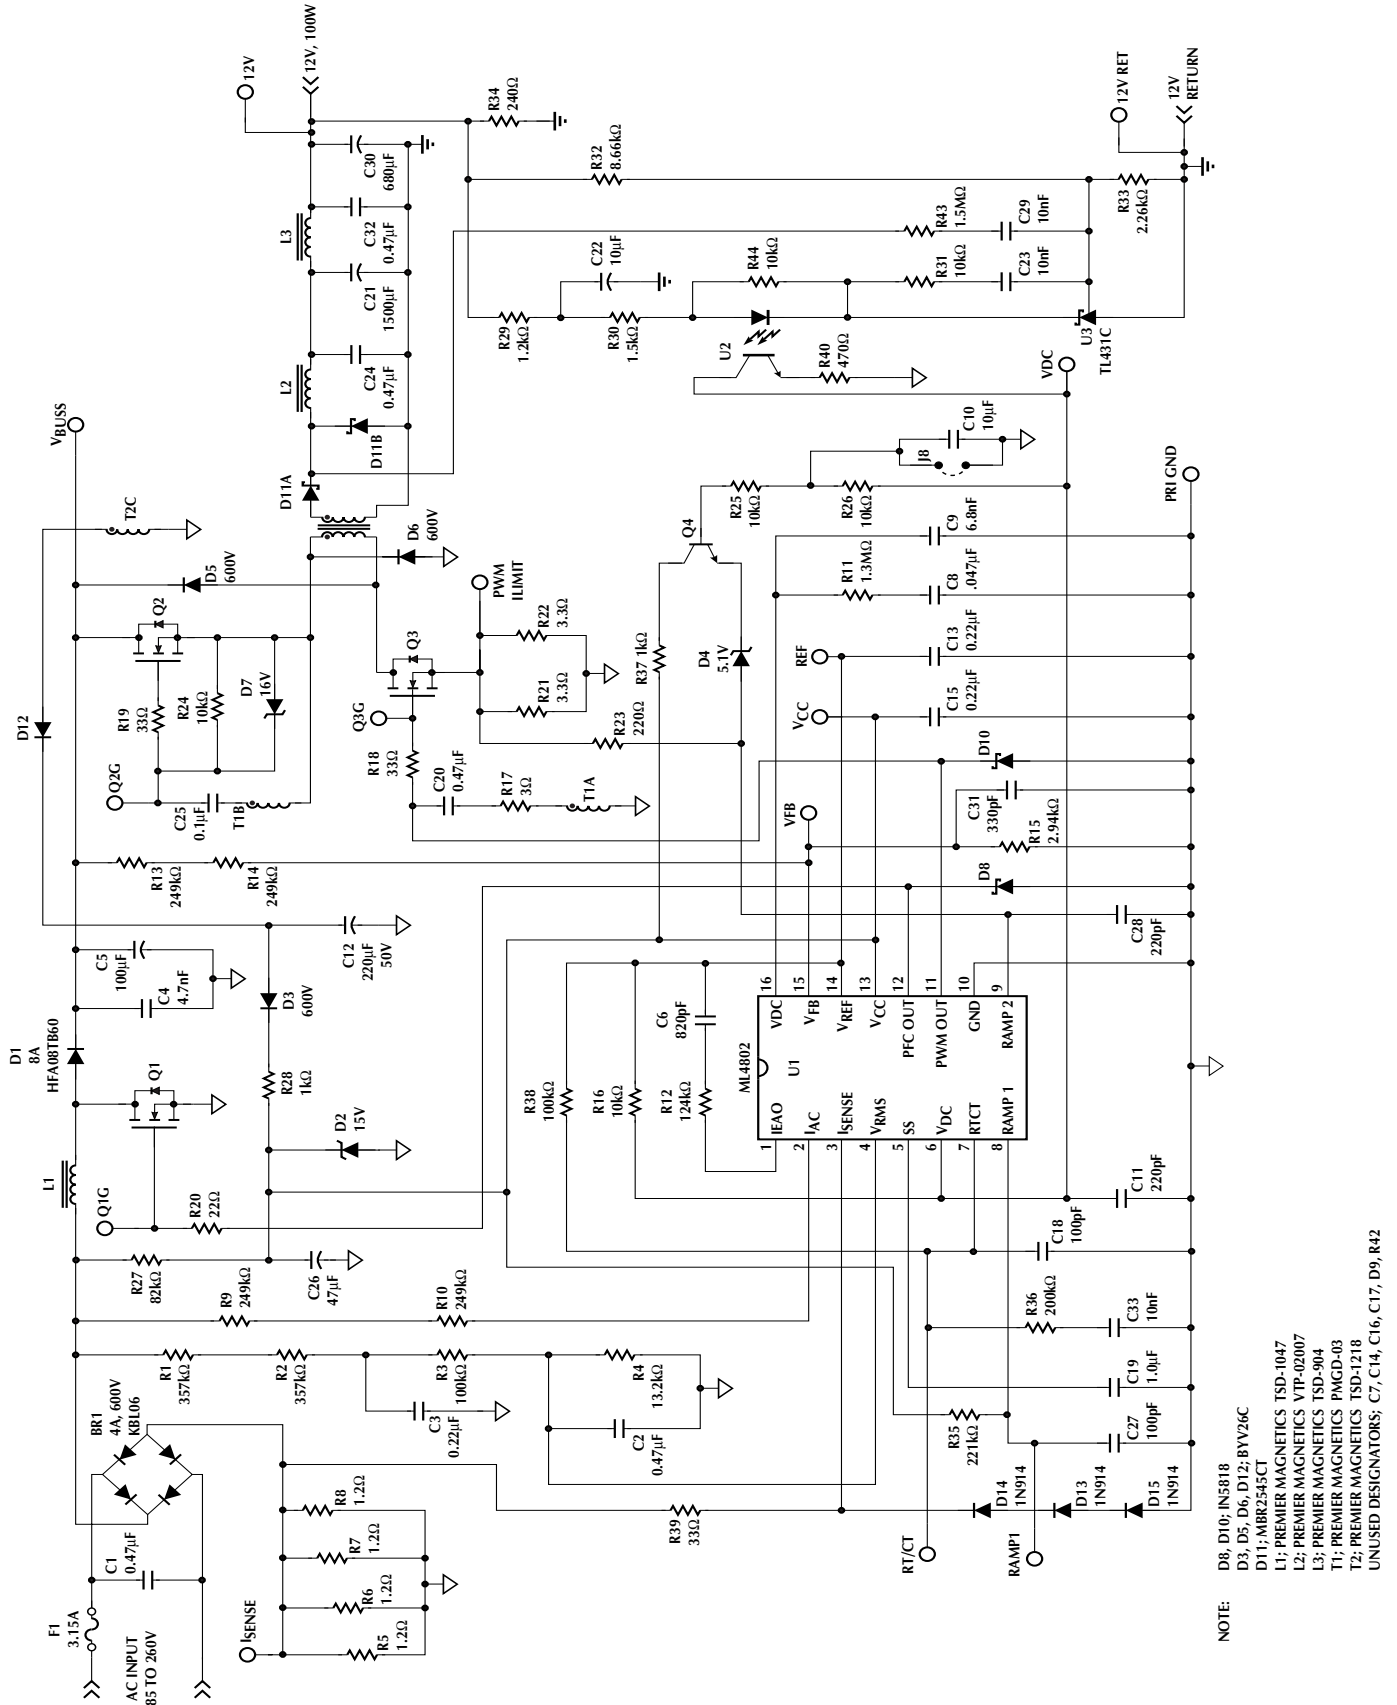 F1
3.15A
AC INPUT
85 TO 260V
C1
0.47µF
BR1
4A, 600V
KBL06
ISENSE
R5
1.2Ω
R6
1.2Ω
R7
1.2Ω
R8
1.2Ω
R1
357kΩ
R2
357kΩ
R3
100kΩ
R4
13.2kΩ
C3
0.22µF
C2
0.47µF
R9
249kΩ
R10
249kΩ
R27
82kΩ
C26
47µF
Q1G
R20
22Ω
L1
Q1
D2
15V
R28
1kΩ
D3
600V
D1
8A
HFA08TB60
C4
4.7nF
C5
100µF
C12
220µF
50V
R13
249kΩ
R14
249kΩ
Q2G
C25
0.1µF
T1B
R19
33Ω
R24
10kΩ
D7
16V
Q2
D12
D5
600V
T2C
VBUSS
D6
600V
D11A
D11B
L2
C24
0.47µF
C21
1500µF
L3
C32
0.47µF
C30
680µF
12V
12V, 100W
R34
240Ω
Q3G
Q3
R18
33Ω
C20
0.47µF
R17
3Ω
T1A
PWM
ILIMIT
R21
3.3Ω
R22
3.3Ω
R23
220Ω
R29
1.2kΩ
C22
10µF
R30
1.5kΩ
R32
8.66kΩ
R44
10kΩ
U2
R40
470Ω
R43
1.5MΩ
C29
10nF
R31
10kΩ
C23
10nF
R33
2.26kΩ
U3
TL431C
12V RET
12V
RETURN
R37 1kΩ
Q4
D4
5.1V
R25
10kΩ
R26
10kΩ
J8
C10
10µF
VDC
R11
1.3MΩ
C8
.047µF
C9
6.8nF
REF
C13
0.22µF
VCC
C15
0.22µF
D10
C31
330pF
R15
2.94kΩ
VFB
D8
C28
220pF
PRI GND
R38
100kΩ
R16
10kΩ
R12
124kΩ
C6
820pF
ML4802
U1
1
IEAO
2
IAC
3
ISENSE
4
VRMS
5
SS
6
VDC
7
RTCT
8
RAMP 1
16
VDC
15
VFB
14
VREF
13
VCC
12
PFC OUT
11
PWM OUT
10
GND
9
RAMP 2
C11
220pF
C18
100pF
R36
200kΩ
C33
10nF
C19
1.0µF
R35
221kΩ
C27
100pF
R39
33Ω
D14
1N914
D13
1N914
D15
1N914
RT/CT
RAMP1
NOTE:
D8, D10; IN5818
D3, D5, D6, D12; BYV26C
D11; MBR2545CT
L1; PREMIER MAGNETICS TSD-1047
L2; PREMIER MAGNETICS VTP-02007
L3; PREMIER MAGNETICS TSD-904
T1; PREMIER MAGNETICS PMGD-03
T2; PREMIER MAGNETICS TSD-1218
UNUSED DESIGNATORS; C7, C14, C16, C17, D9, R42